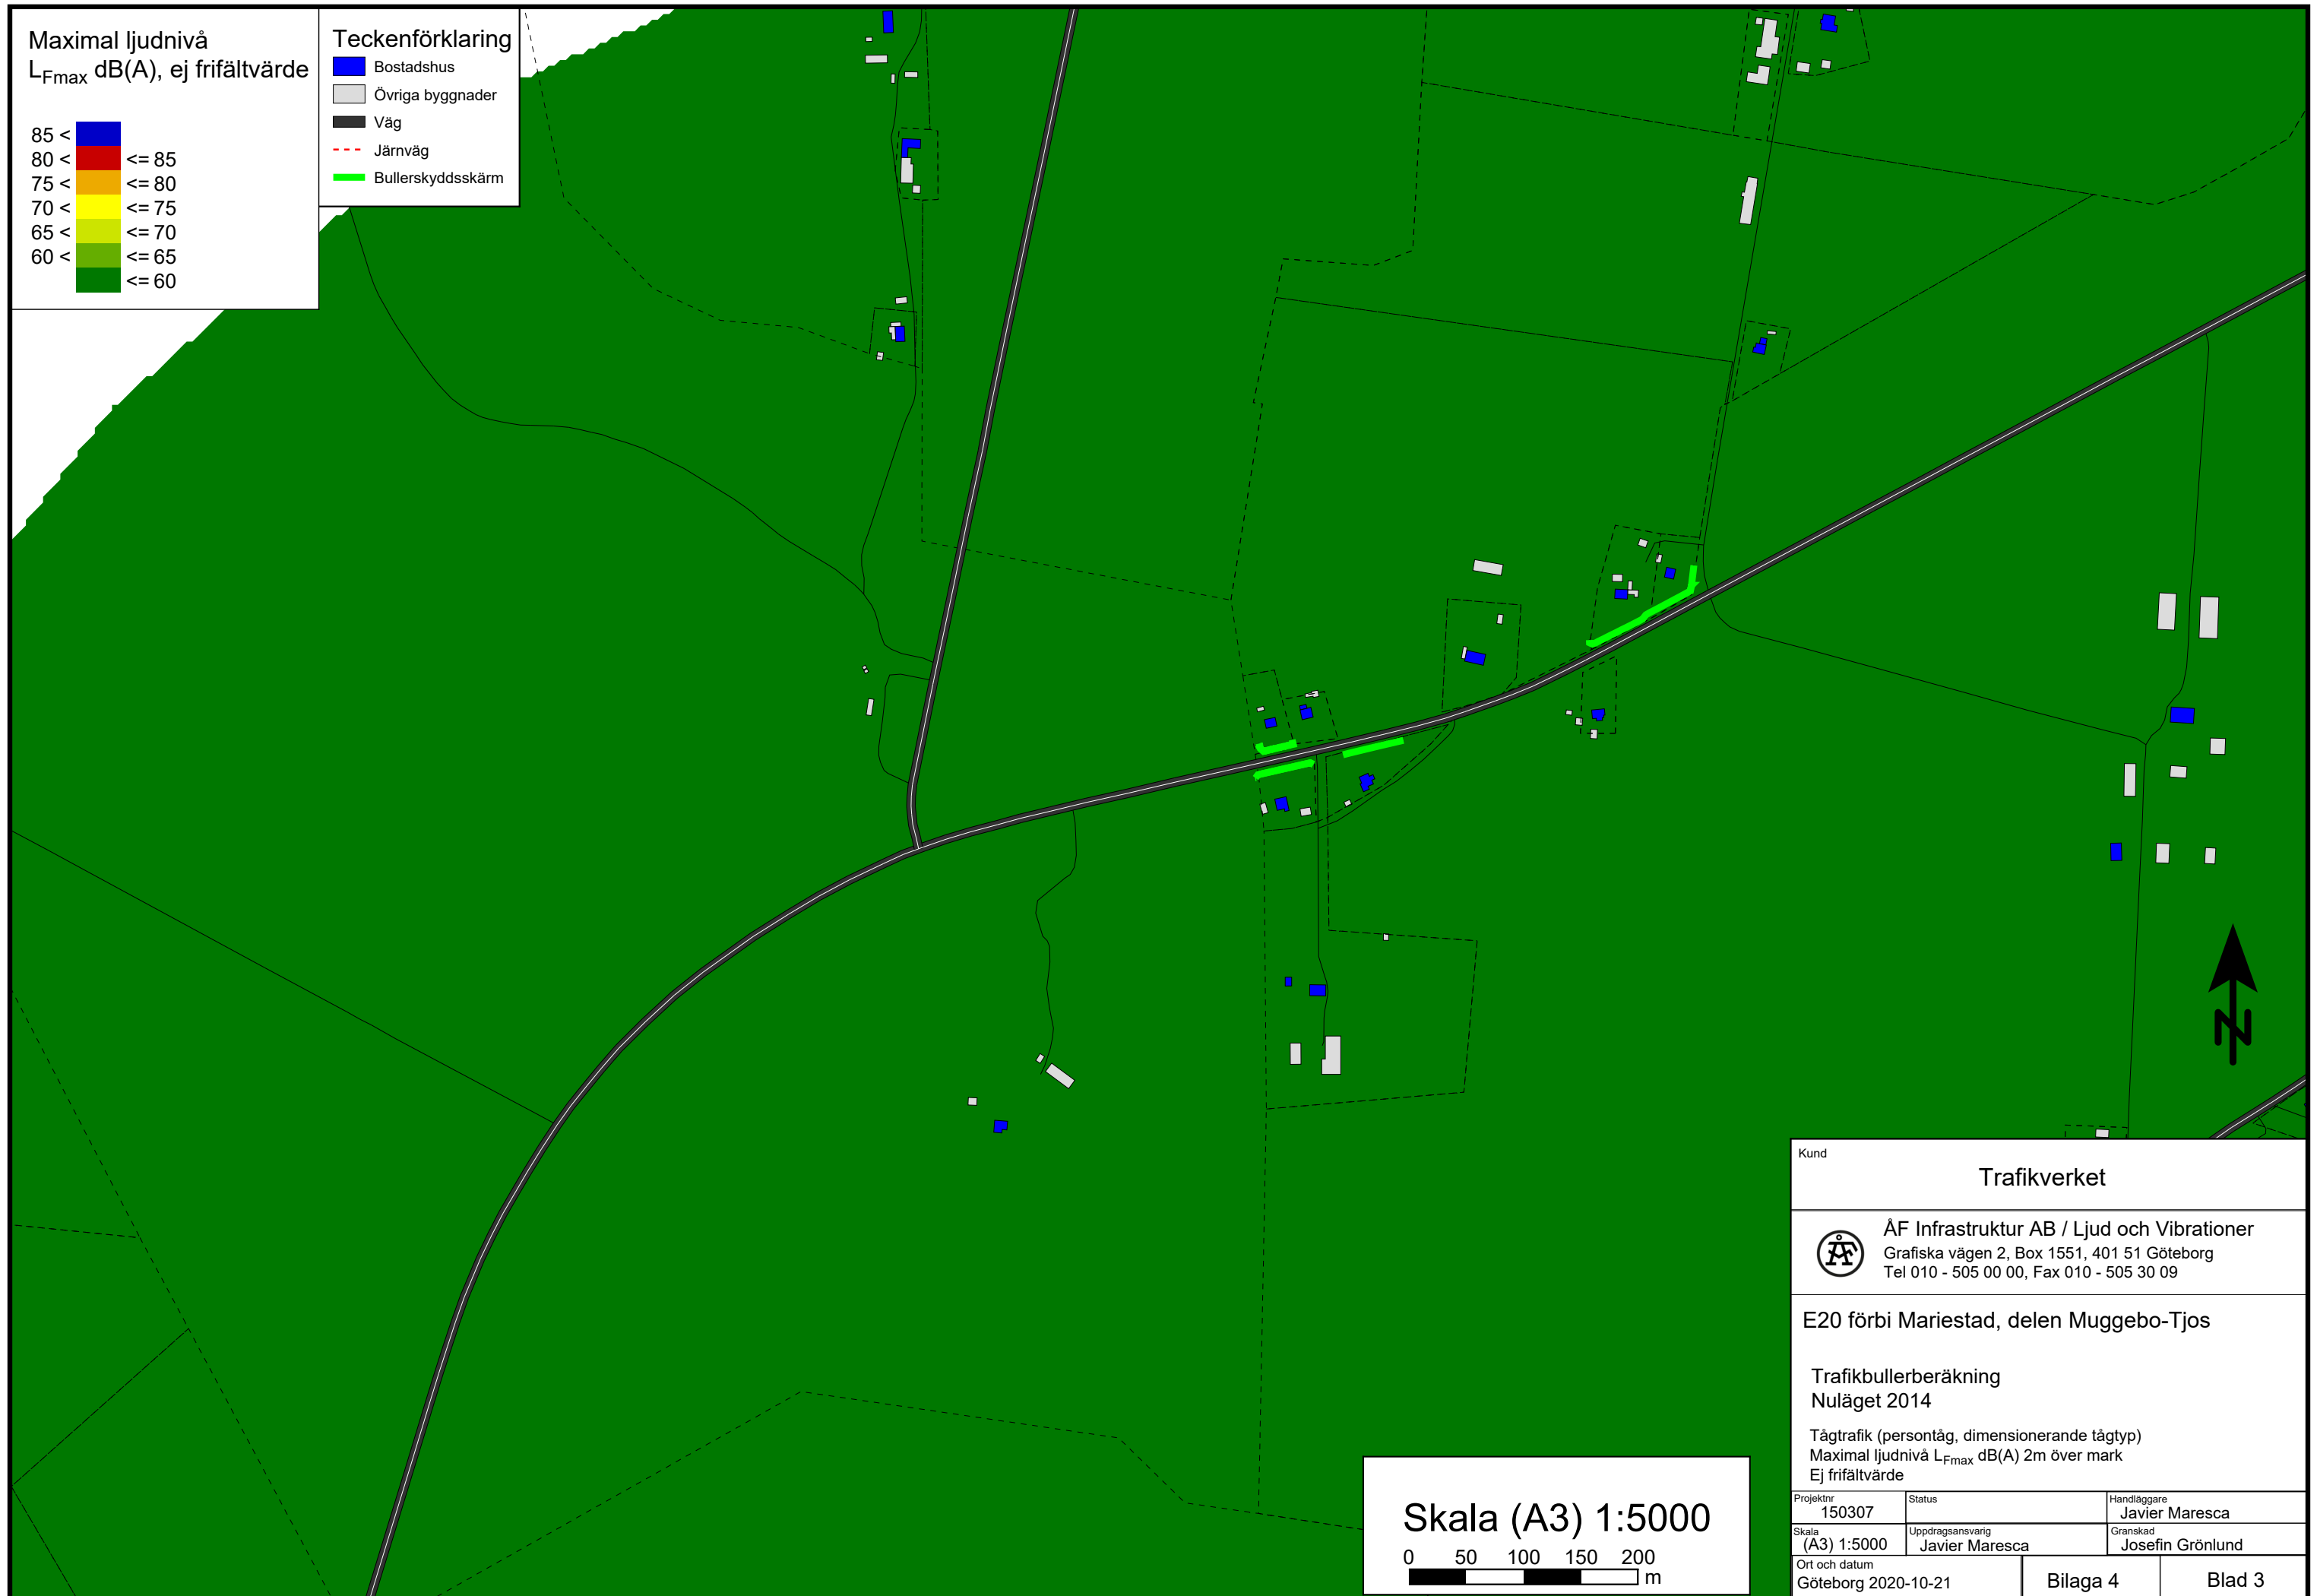 Maximal ljudnivå
LFmax dB(A), ej frifältvärde
85 <
80 < <= 85
75 < <= 80
70 < <= 75
65 < <= 70
60 < <= 65
<= 60
Teckenförklaring
Bostadshus
Övriga byggnader
Väg
Järnväg
Bullerskyddsskärm
N
Skala (A3) 1:5000
0 50 100 150 200
m
Kund
Trafikverket
ÅF
ÅF Infrastruktur AB / Ljud och Vibrationer
Grafiska vägen 2, Box 1551, 401 51 Göteborg
Tel 010 - 505 00 00, Fax 010 - 505 30 09
E20 förbi Mariestad, delen Muggebo-Tjos
Trafikbullerberäkning
Nuläget 2014
Tågtrafik (persontåg, dimensionerande tågtyp)
Maximal ljudnivå LFmax dB(A) 2m över mark
Ej frifältvärde
Projektnr
150307
Status
Handläggare
Javier Maresca
Skala
(A3) 1:5000
Uppdragsansvarig
Javier Maresca
Granskad
Josefin Grönlund
Ort och datum
Göteborg 2020-10-21
Bilaga 4
Blad 3